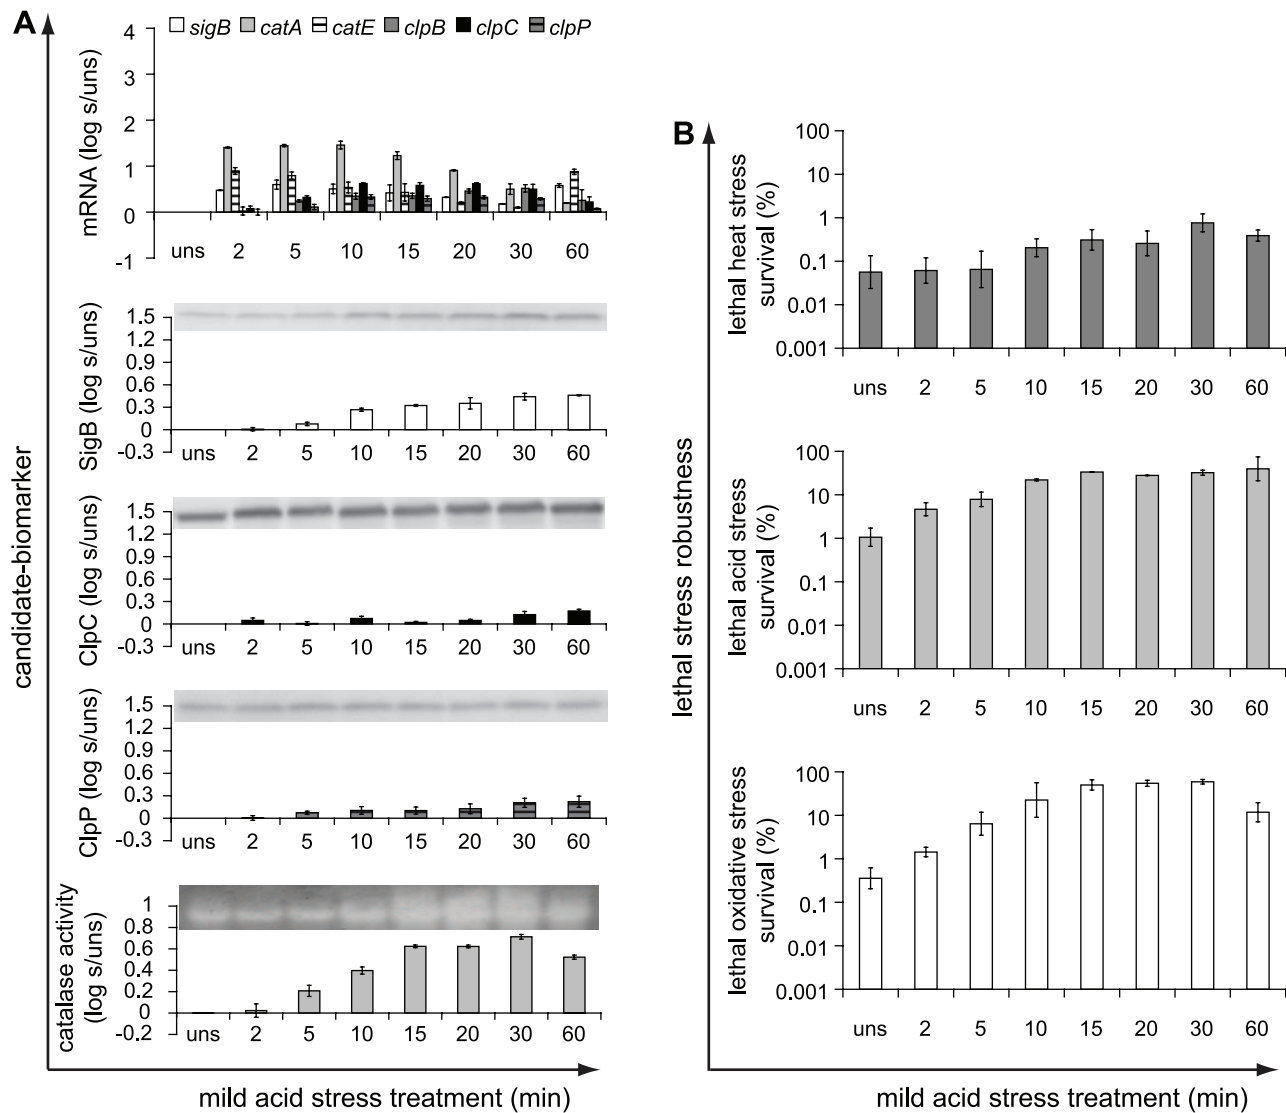 A
sigB catA catE clpB clpC clpP
4
3
2
1
0
-1
mRNA (log s/uns)
uns 2 5 10 15 20 30 60
1.5
1.2
0.9
0.6
0.3
0
-0.3
SigB (log s/uns)
uns 2 5 10 15 20 30 60
1.5
1.2
0.9
0.6
0.3
0
-0.3
ClpC (log s/uns)
uns 2 5 10 15 20 30 60
1.5
1.2
0.9
0.6
0.3
0
-0.3
ClpP (log s/uns)
uns 2 5 10 15 20 30 60
1
0.8
0.6
0.4
0.2
0
-0.2
catalase activity
(log s/uns)
uns 2 5 10 15 20 30 60
candidate-biomarker
mild acid stress treatment (min)
B
100
10
1
0.1
0.01
0.001
lethal heat stress
survival (%)
uns 2 5 10 15 20 30 60
100
10
1
0.1
0.01
0.001
lethal acid stress
survival (%)
uns 2 5 10 15 20 30 60
100
10
1
0.1
0.01
0.001
lethal oxidative stress
survival (%)
uns 2 5 10 15 20 30 60
lethal stress robustness
mild acid stress treatment (min)